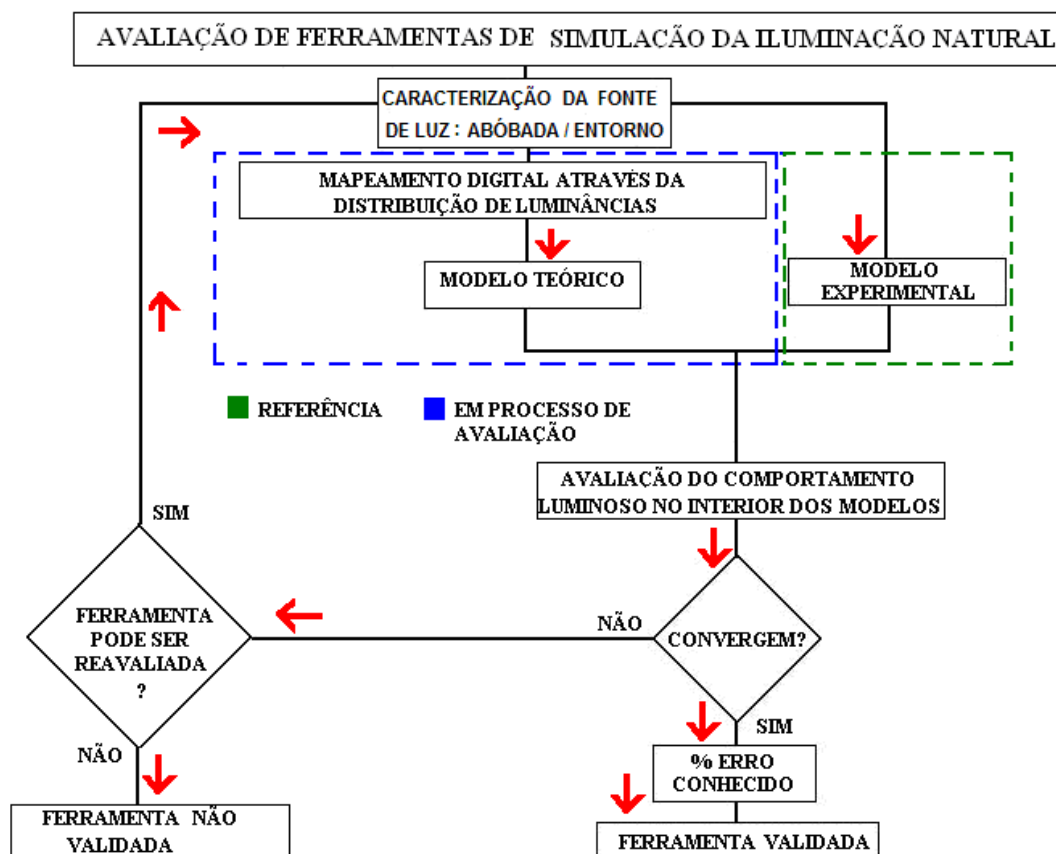 AVALIAÇÃO DE FERRAMENTAS DE SIMULAÇÃO DA ILUMINACÃO NATURAL
CARACTERIZAÇÃO DA FONTE
DE LUZ : ABÓBADA / ENTORNO
MAPEAMENTO DIGITAL ATRAVÉS DA
DISTRIBUIÇÃO DE LUMINÂNCIAS
MODELO TEÓRICO
MODELO
EXPERIMENTAL
REFERÊNCIA
EM PROCESSO DE
AVALIAÇÃO
AVALIAÇÃO DO COMPORTAMENTO
LUMINOSO NO INTERIOR DOS MODELOS
SIM
FERRAMENTA
PODE SER
REAVALIADA
?
NÃO
CONVERGEM?
SIM
NÃO
% ERRO
CONHECIDO
FERRAMENTA NÃO
VALIDADA
FERRAMENTA VALIDADA